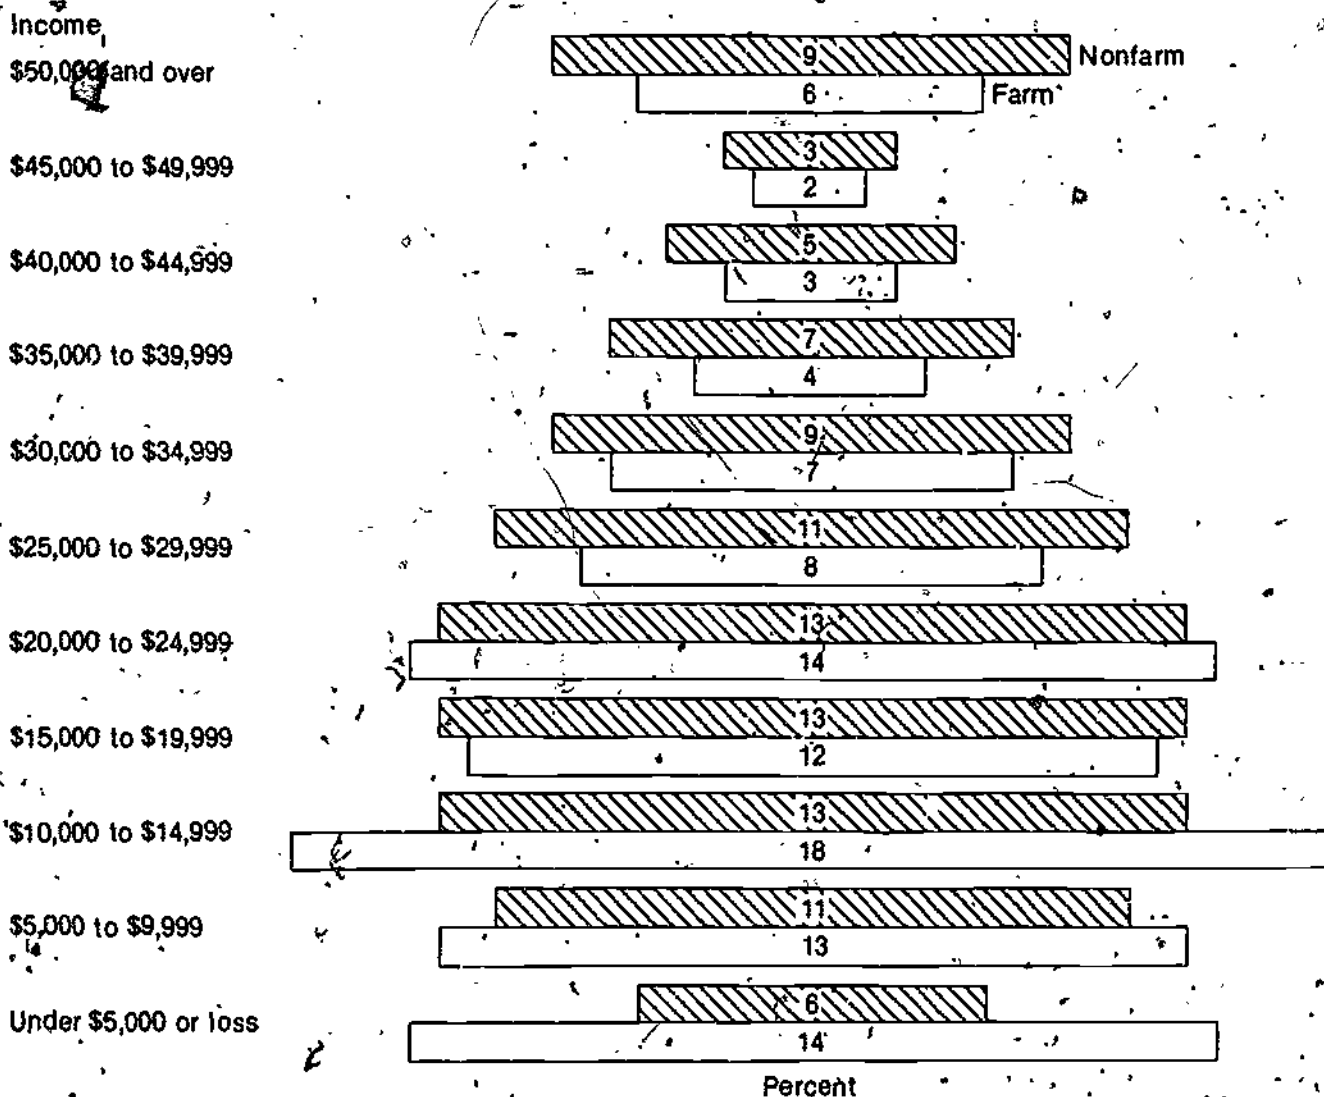 Income
$50,000 and over
9 Nonfarm
6 Farm
$45,000 to $49,999
3
2
$40,000 to $44,999
5
3
$35,000 to $39,999
7
4
$30,000 to $34,999
9
7
$25,000 to $29,999
11
8
$20,000 to $24,999
13
14
$15,000 to $19,999
13
12
$10,000 to $14,999
13
18
$5,000 to $9,999
11
13
Under $5,000 or loss
6
14
Percent